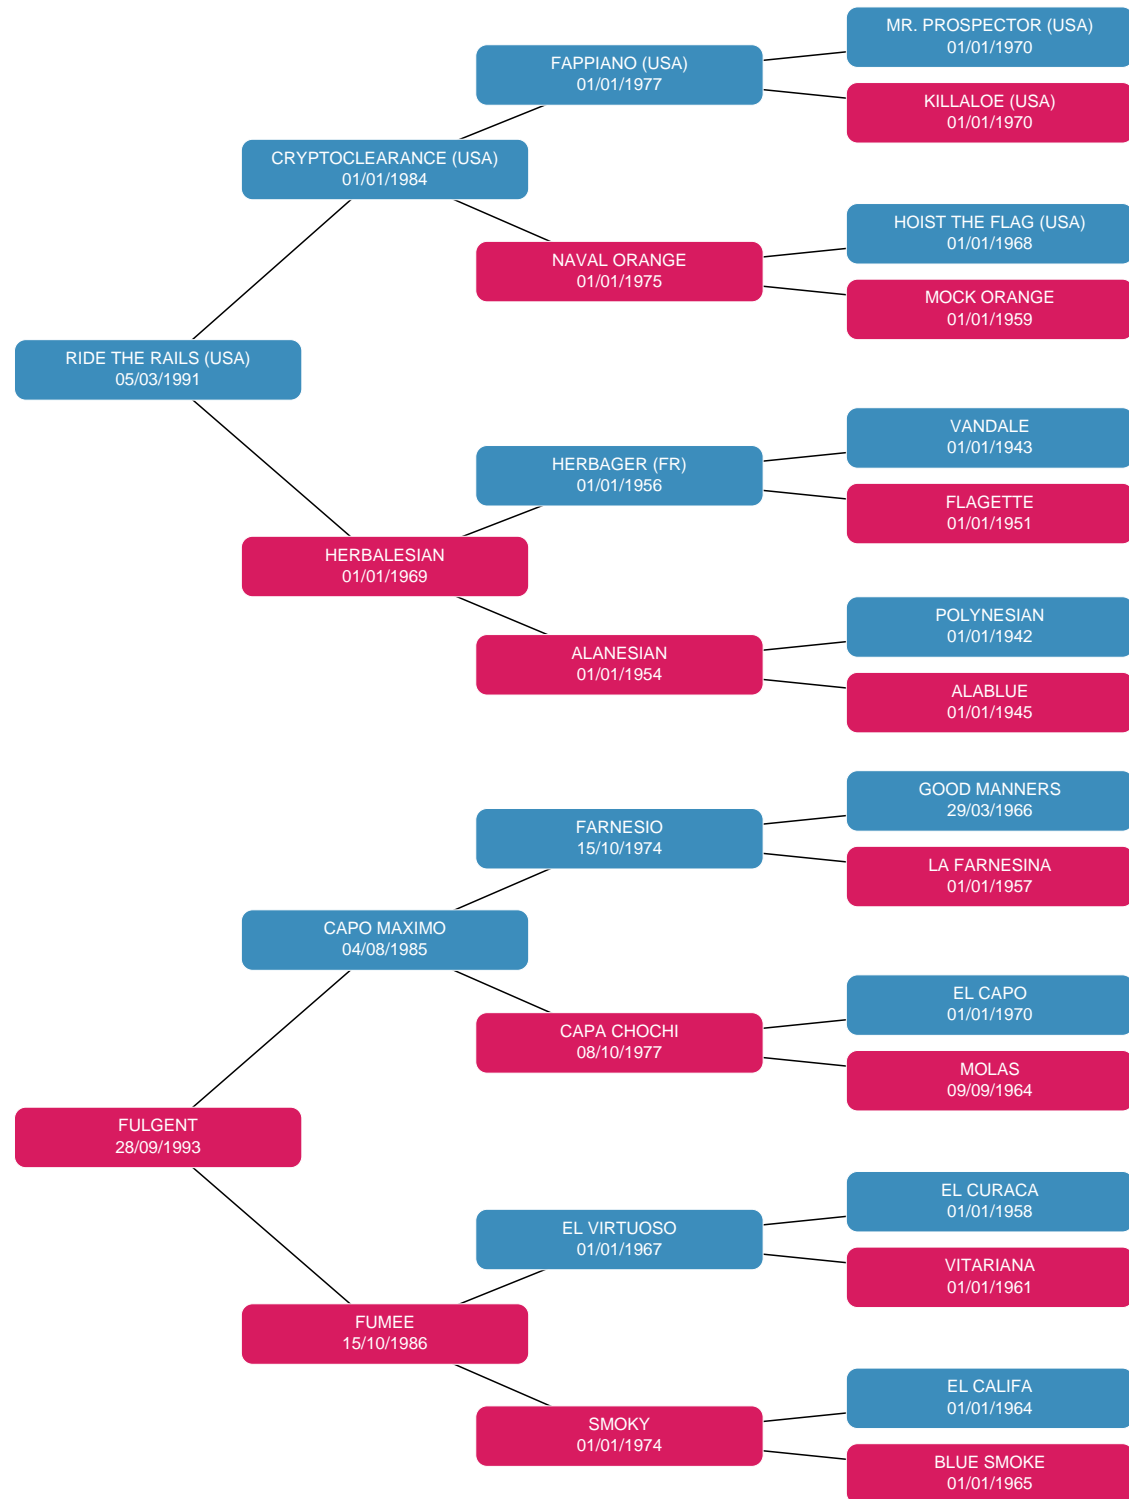 MR. PROSPECTOR (USA)
01/01/1970
FAPPIANO (USA)
01/01/1977
KILLALOE (USA)
01/01/1970
CRYPTOCLEARANCE (USA)
01/01/1984
HOIST THE FLAG (USA)
01/01/1968
NAVAL ORANGE
01/01/1975
MOCK ORANGE
01/01/1959
RIDE THE RAILS (USA)
05/03/1991
VANDALE
01/01/1943
HERBAGER (FR)
01/01/1956
FLAGETTE
01/01/1951
HERBALESIAN
01/01/1969
POLYNESIAN
01/01/1942
ALANESIAN
01/01/1954
ALABLUE
01/01/1945
GOOD MANNERS
29/03/1966
FARNESIO
15/10/1974
LA FARNESINA
01/01/1957
CAPO MAXIMO
04/08/1985
EL CAPO
01/01/1970
CAPA CHOCHI
08/10/1977
MOLAS
09/09/1964
FULGENT
28/09/1993
EL CURACA
01/01/1958
EL VIRTUOSO
01/01/1967
VITARIANA
01/01/1961
FUMEE
15/10/1986
EL CALIFA
01/01/1964
SMOKY
01/01/1974
BLUE SMOKE
01/01/1965